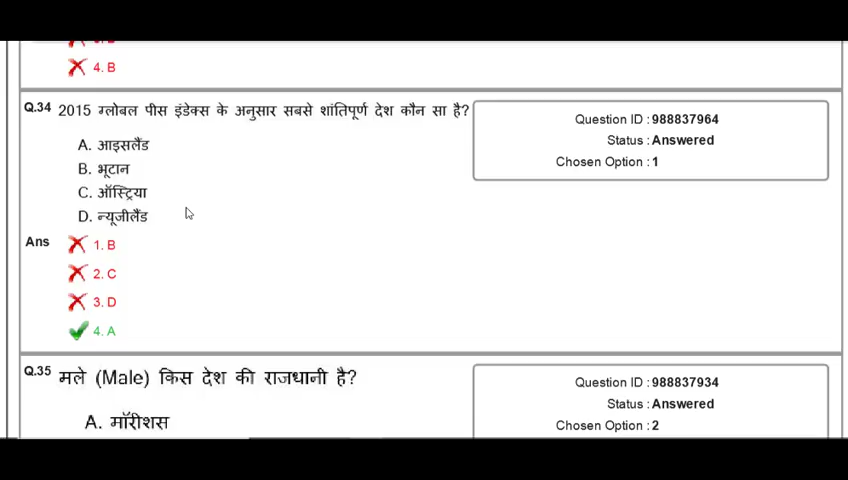 4. B
Q.34 2015 ग्लोबल पीस इंडेक्स के अनुसार सबसे शांतिपूर्ण देश कौन सा है?
Question ID : 988837964
Status : Answered
Chosen Option : 1
A. आइसलैंड
B. भूटान
C. ऑस्ट्रिया
D. न्यूजीलैंड
Ans
1. B
2. C
3. D
4. A
Q.35 मले (Male) किस देश की राजधानी है?
Question ID : 988837934
Status : Answered
Chosen Option : 2
A. मॉरीशस